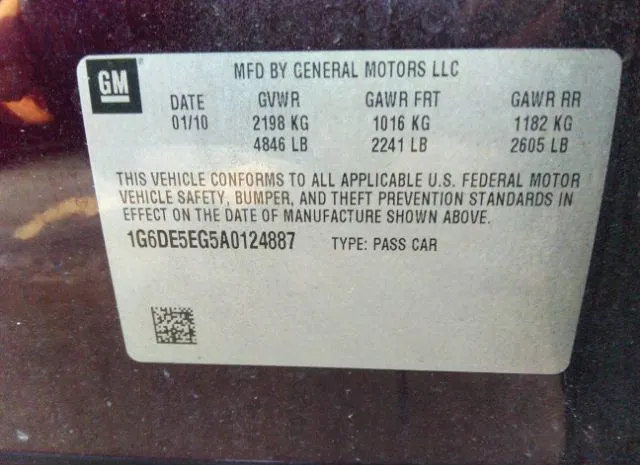 GM
MFD BY GENERAL MOTORS LLC
DATE GVWR GAWR FRT GAWR RR
01/10 2198 KG 1016 KG 1182 KG
4846 LB 2241 LB 2605 LB
THIS VEHICLE CONFORMS TO ALL APPLICABLE U.S. FEDERAL MOTOR
VEHICLE SAFETY, BUMPER, AND THEFT PREVENTION STANDARDS IN
EFFECT ON THE DATE OF MANUFACTURE SHOWN ABOVE.
1G6DE5EG5A0124887 TYPE: PASS CAR